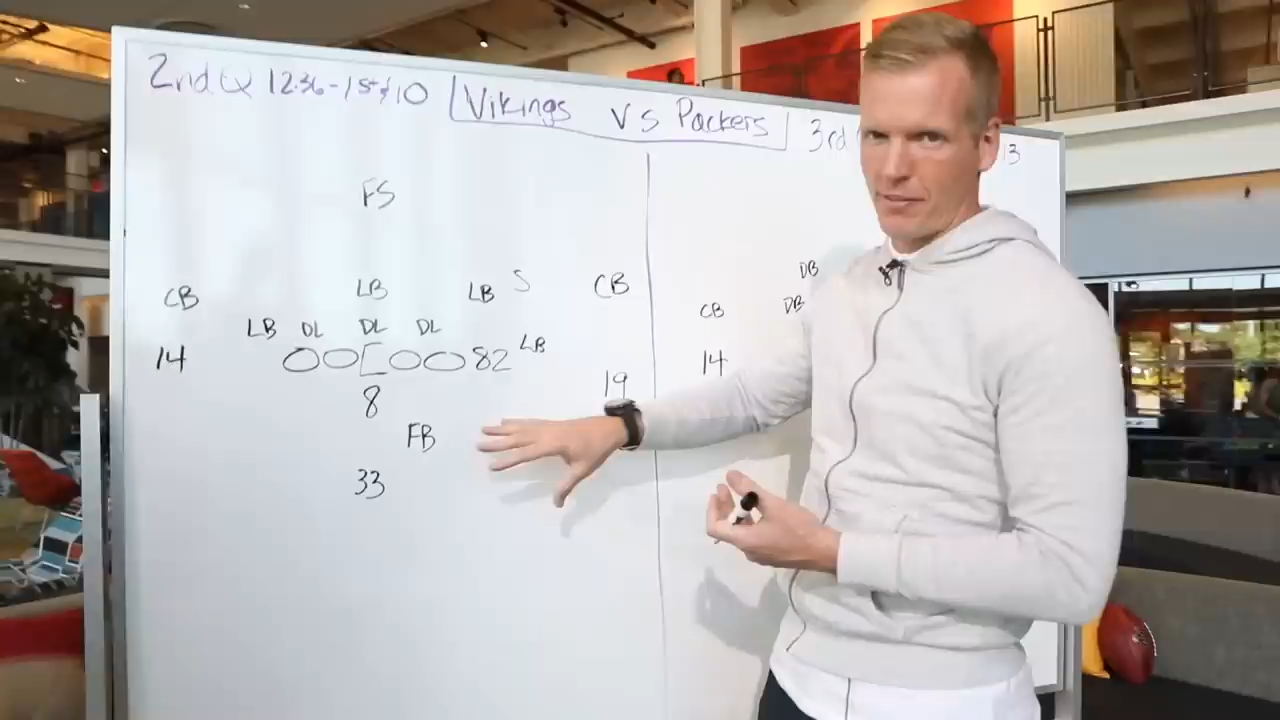 2nd Q 12:36 - 1st & 10
Vikings vs Packers
3rd
13
FS
CB LB LB S CB
LB DL DL DL LB
14 82 19
8
FB
33
DB
CB DB
14